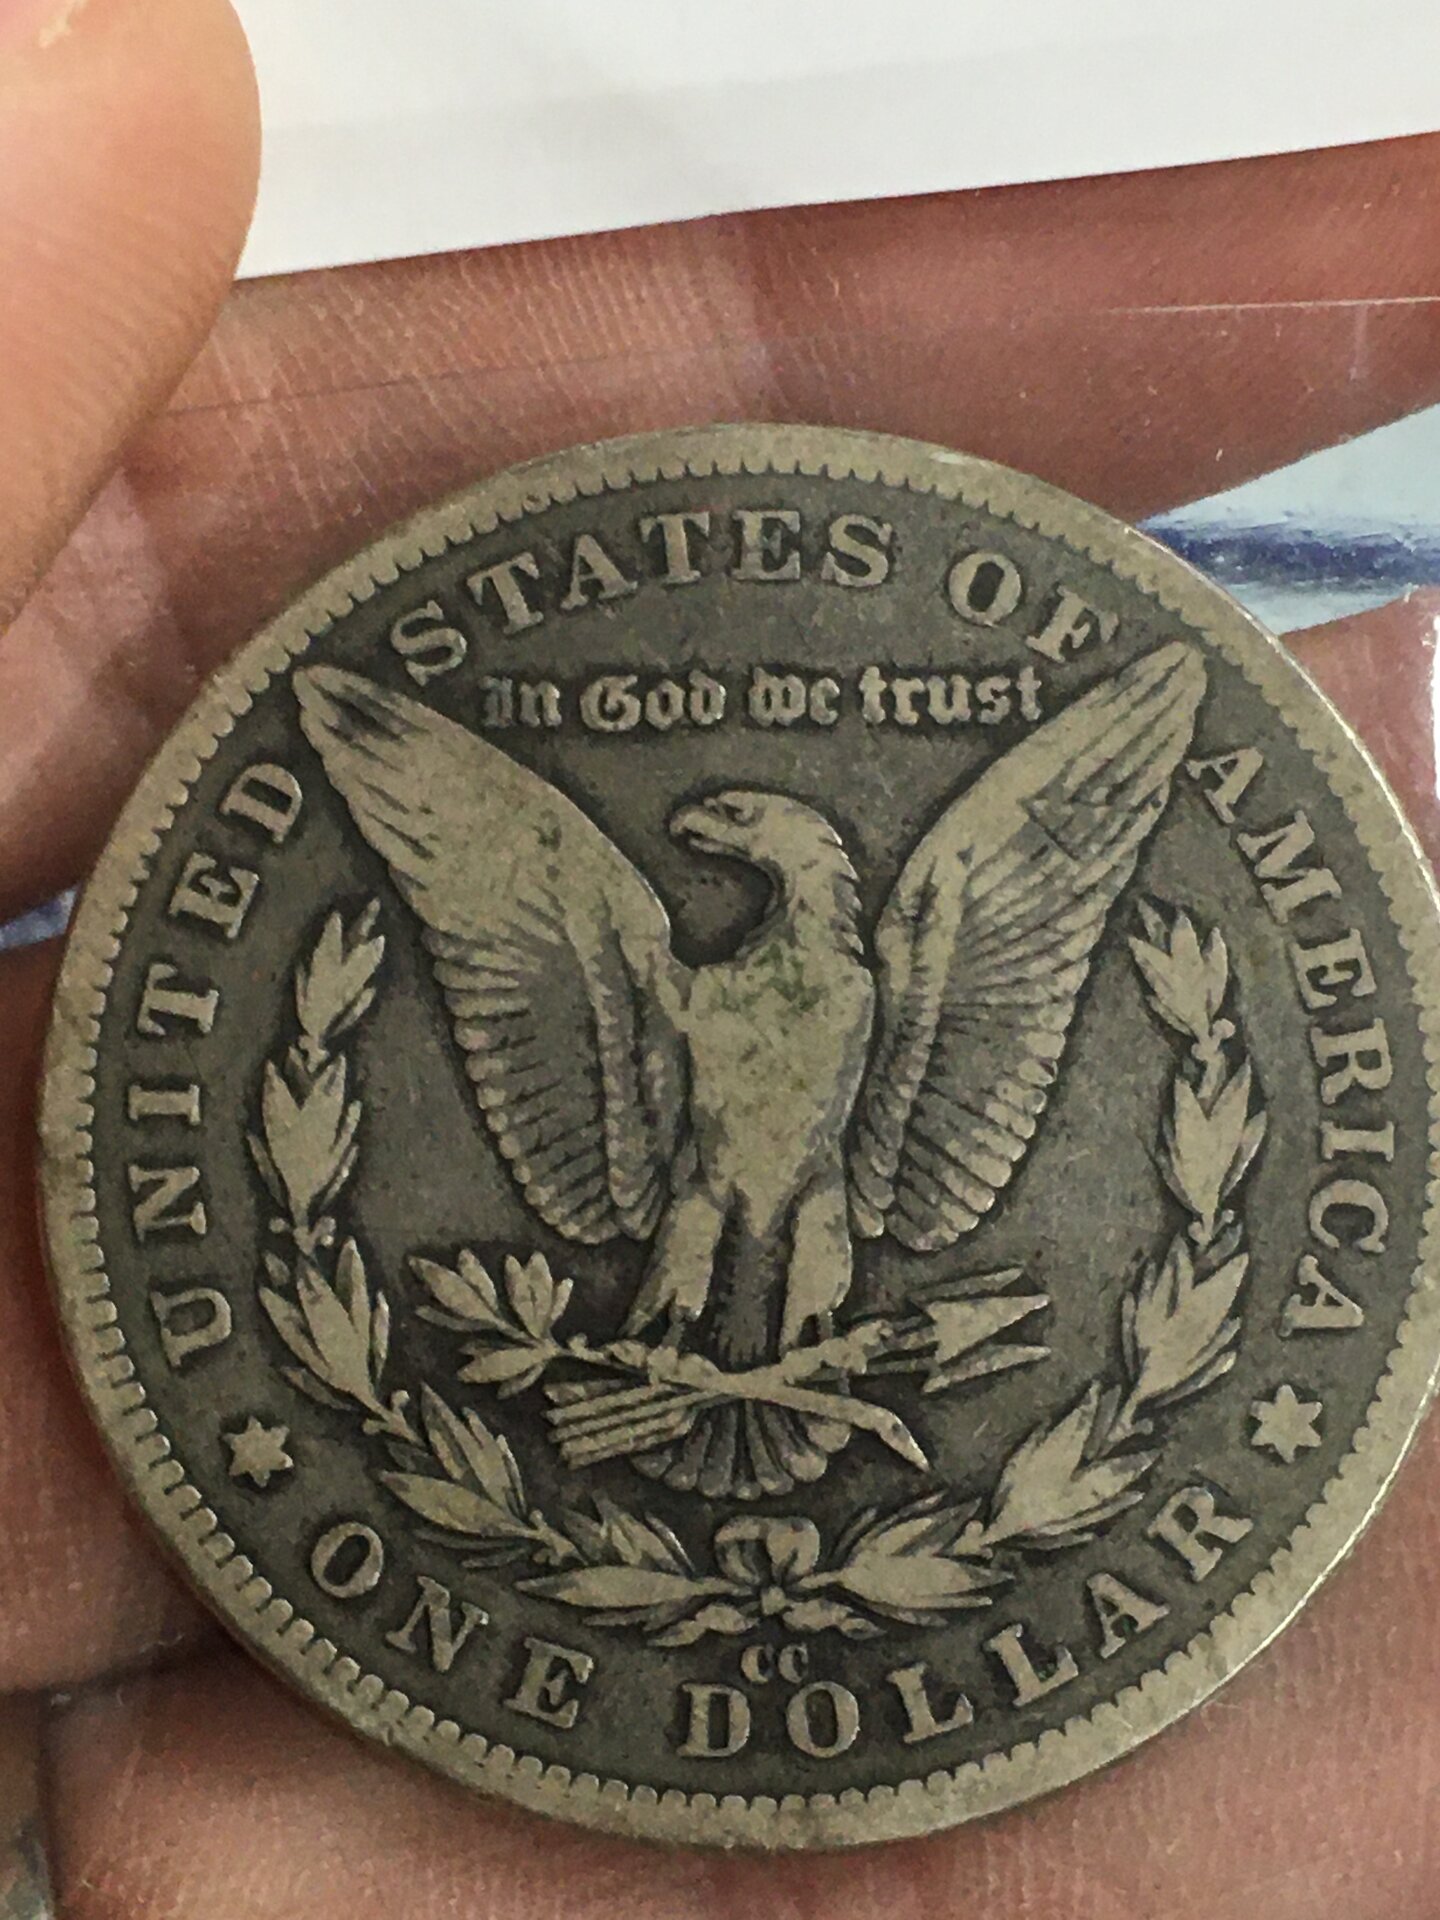 UNITED STATES OF AMERICA
In God we trust
CC
ONE DOLLAR